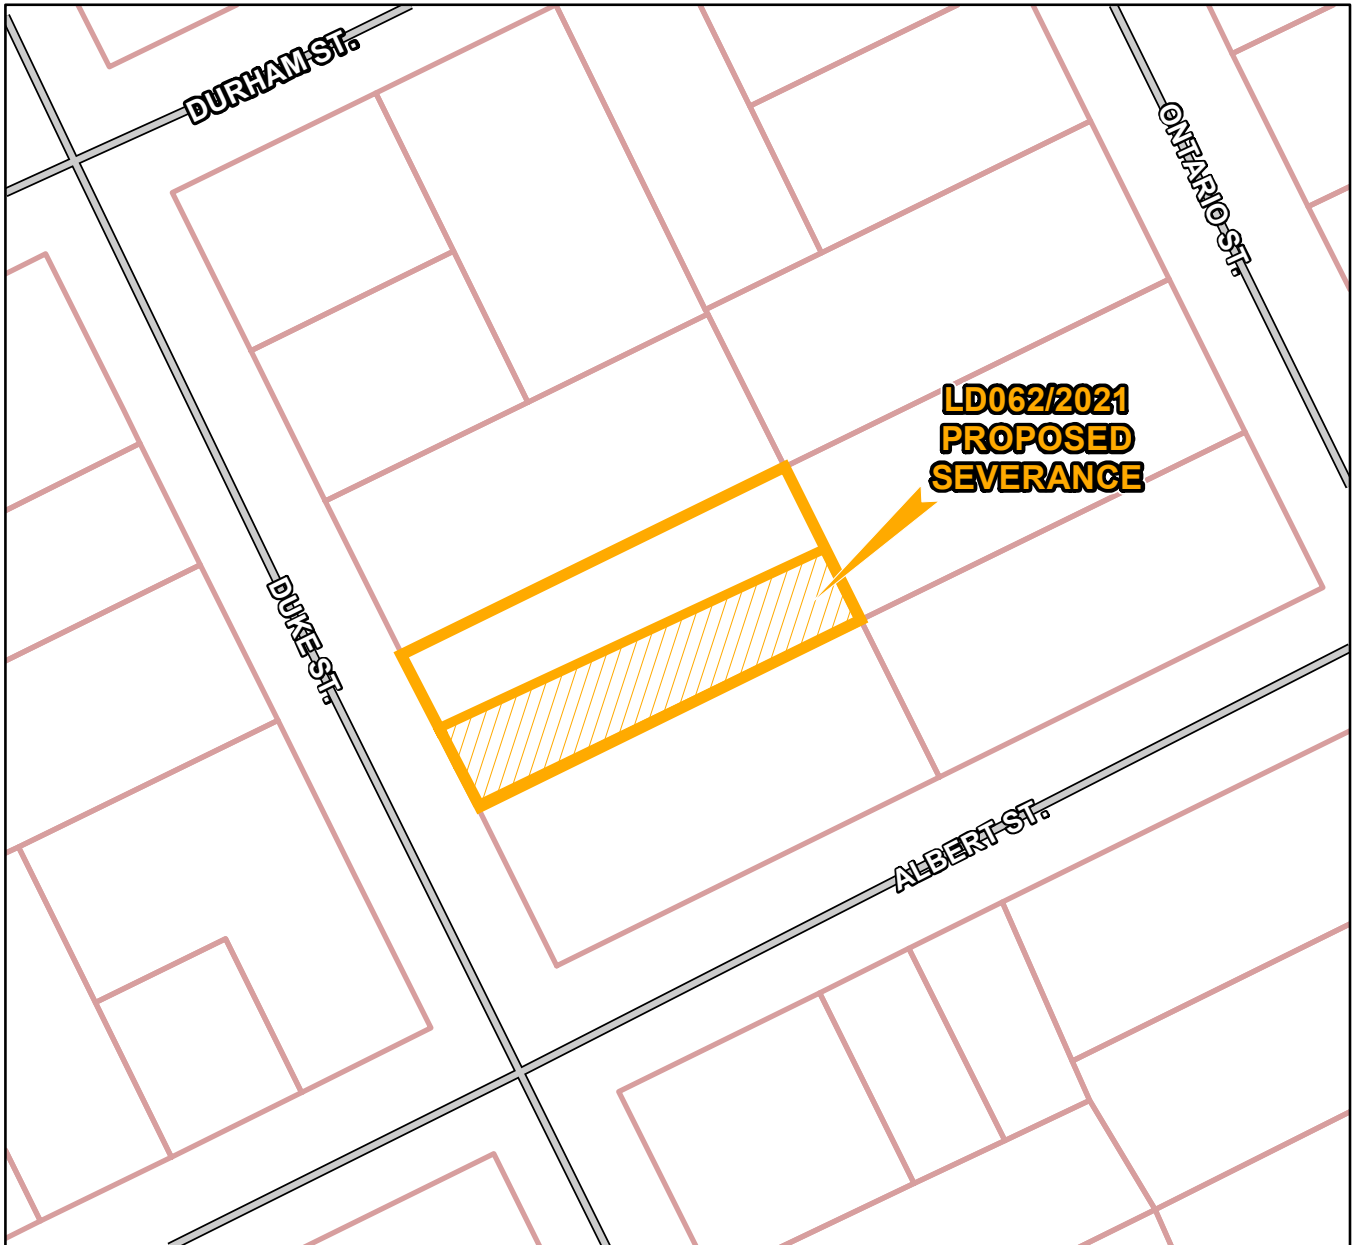 DURHAM ST.
ONTARIO ST.
LD062/2021
PROPOSED
SEVERANCE
DUKE ST.
ALBERT ST.